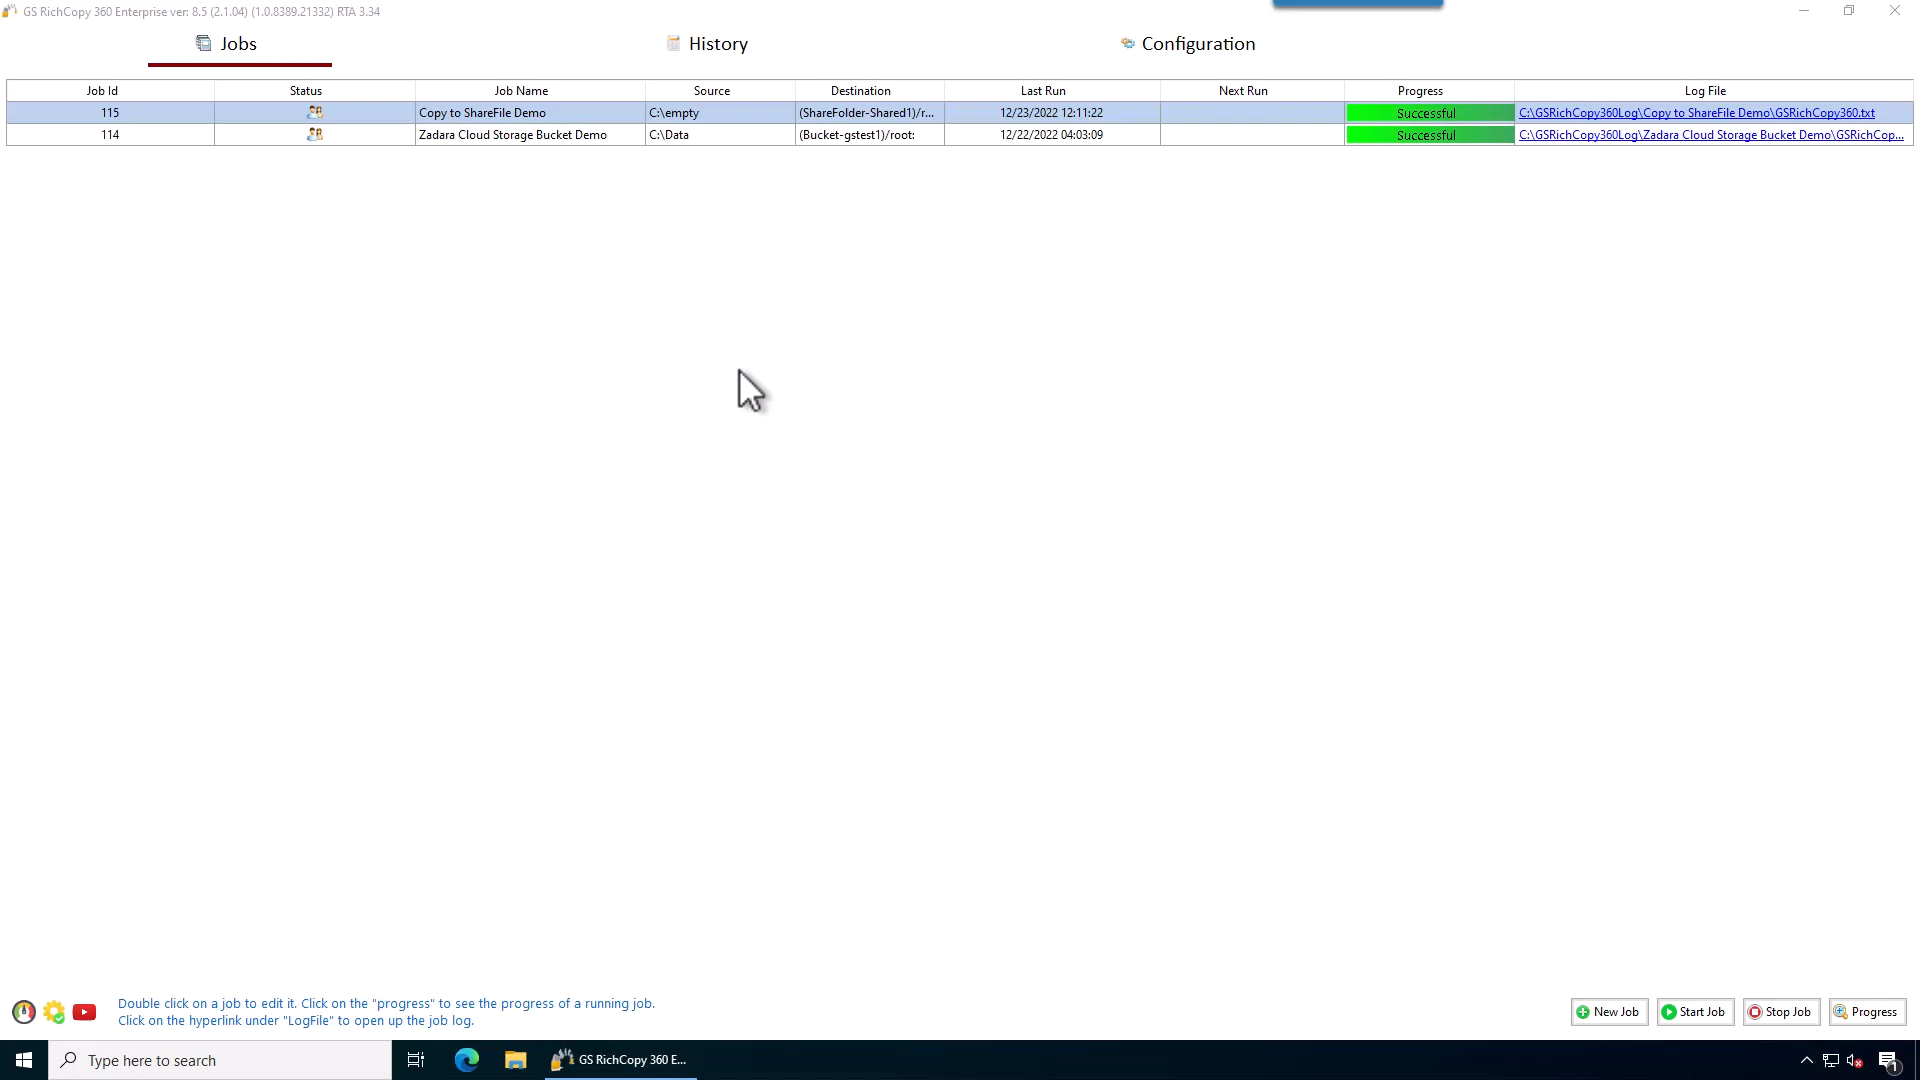 GS RichCopy 360 Enterprise ver: 8.5 (2.1.04) (1.0.8389.21332) RTA 3.34
Jobs History Configuration
Job Id Status Job Name Source Destination Last Run Next Run Progress Log File
115 Copy to ShareFile Demo C:\empty (ShareFolder-Shared1)/r... 12/23/2022 12:11:22 Successful C:\GSRichCopy360Log\Copy to ShareFile Demo\GSRichCopy360.txt
114 Zadara Cloud Storage Bucket Demo C:\Data (Bucket-gstest1)/root: 12/22/2022 04:03:09 Successful C:\GSRichCopy360Log\Zadara Cloud Storage Bucket Demo\GSRichCop...
Double click on a job to edit it. Click on the "progress" to see the progress of a running job.
Click on the hyperlink under "LogFile" to open up the job log.
New Job Start Job Stop Job Progress
Type here to search GS RichCopy 360 E... 1